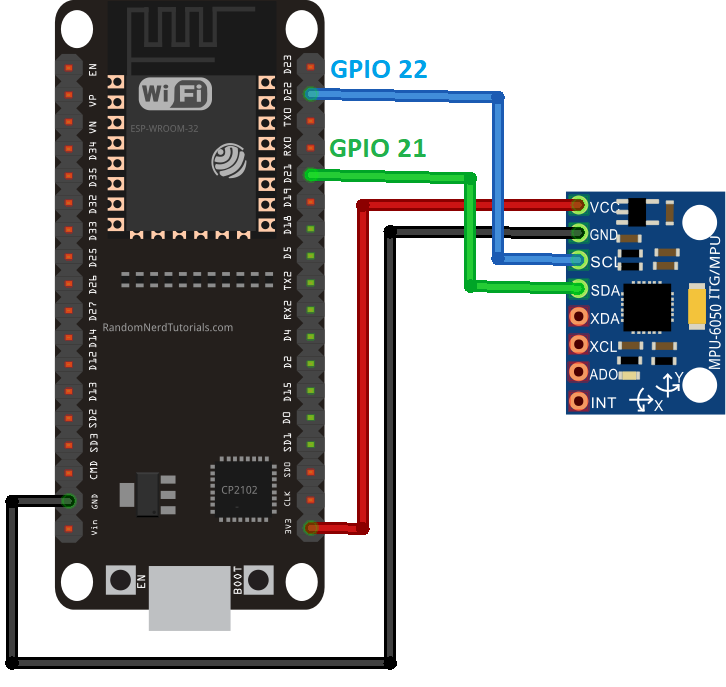 GPIO 22
GPIO 21
EN
VP
VN
D34
D35
D32
D33
D25
D26
D27
D14
D12
D13
SD2
SD3
CMD
GND
Vin
WiFi
ESP-WROOM-32
RandomNerdTutorials.com
CP2102
EN
BOOT
D23
D22
TX0
RX0
D21
D19
D18
D5
TX2
RX2
D4
D2
D15
D0
SD1
SD0
CLK
3V3
VCC
GND
SCL
SDA
XDA
XCL
ADO
INT
MPU-6050 ITG/MPU
Y
X